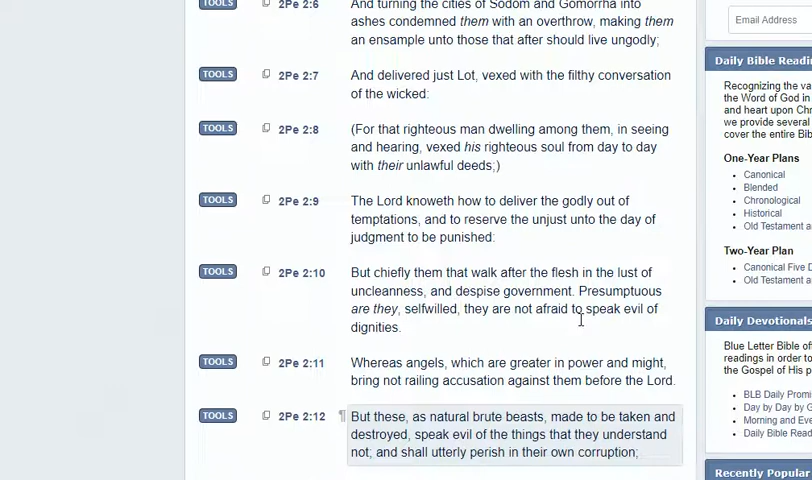 TOOLS 2Pe 2:6 And turning the cities of Sodom and Gomorrha into
ashes condemned them with an overthrow, making them
an ensample unto those that after should live ungodly;
TOOLS 2Pe 2:7 And delivered just Lot, vexed with the filthy conversation
of the wicked:
TOOLS 2Pe 2:8 (For that righteous man dwelling among them, in seeing
and hearing, vexed his righteous soul from day to day
with their unlawful deeds;)
TOOLS 2Pe 2:9 The Lord knoweth how to deliver the godly out of
temptations, and to reserve the unjust unto the day of
judgment to be punished:
TOOLS 2Pe 2:10 But chiefly them that walk after the flesh in the lust of
uncleanness, and despise government. Presumptuous
are they, selfwilled, they are not afraid to speak evil of
dignities.
TOOLS 2Pe 2:11 Whereas angels, which are greater in power and might,
bring not railing accusation against them before the Lord.
TOOLS 2Pe 2:12 ¶ But these, as natural brute beasts, made to be taken and
destroyed, speak evil of the things that they understand
not; and shall utterly perish in their own corruption;
Email Address
Daily Bible Readin
Recognizing the va
the Word of God in
and heart upon Chr
we provide several
cover the entire Bib
One-Year Plans
• Canonical
• Blended
• Chronological
• Historical
• Old Testament a
Two-Year Plan
• Canonical Five D
• Old Testament a
Daily Devotionals
Blue Letter Bible of
readings in order to
the Gospel of His p
• BLB Daily Promi
• Day by Day by G
• Morning and Eve
• Daily Bible Read
Recently Popular